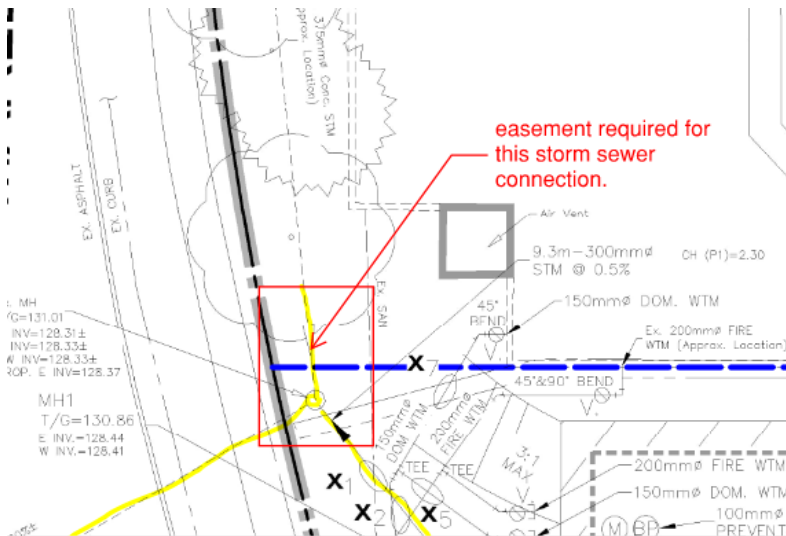 375mmø Conc. STM
Approx. Location)
easement required for
this storm sewer
connection.
EX. ASPHALT
EX. CURB
Air Vent
9.3m-300mmø
STM @ 0.5%
CH (P1)=2.30
Ex. SAN
45°
BEND
150mmø DOM. WTM
Ex. 200mmø FIRE
WTM (Approx. Location)
. MH
/G=131.01
INV=128.31±
INV=128.33±
W INV=128.33±
ROP. E INV=128.37
X7
45°&90° BEND
MH1
T/G=130.86
E INV.=128.44
W INV.=128.41
150mmø
DOM WTM
200mmø
FIRE WTM
3:1
MAX.
TEE
TEE
200mmø FIRE WTM
150mmø DOM. WTM
X1
X2
X5
M
BP
100mmø
PREVENT